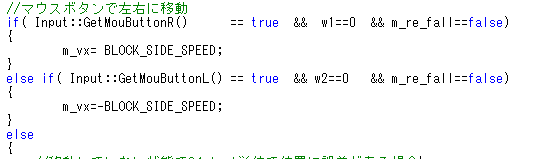 //マウスボタンで左右に移動
if( Input::GetMouButtonR() == true && w1==0 && m_re_fall==false)
{
m_vx= BLOCK_SIDE_SPEED;
}
else if( Input::GetMouButtonL() == true && w2==0 && m_re_fall==false)
{
m_vx=-BLOCK_SIDE_SPEED;
}
else
{